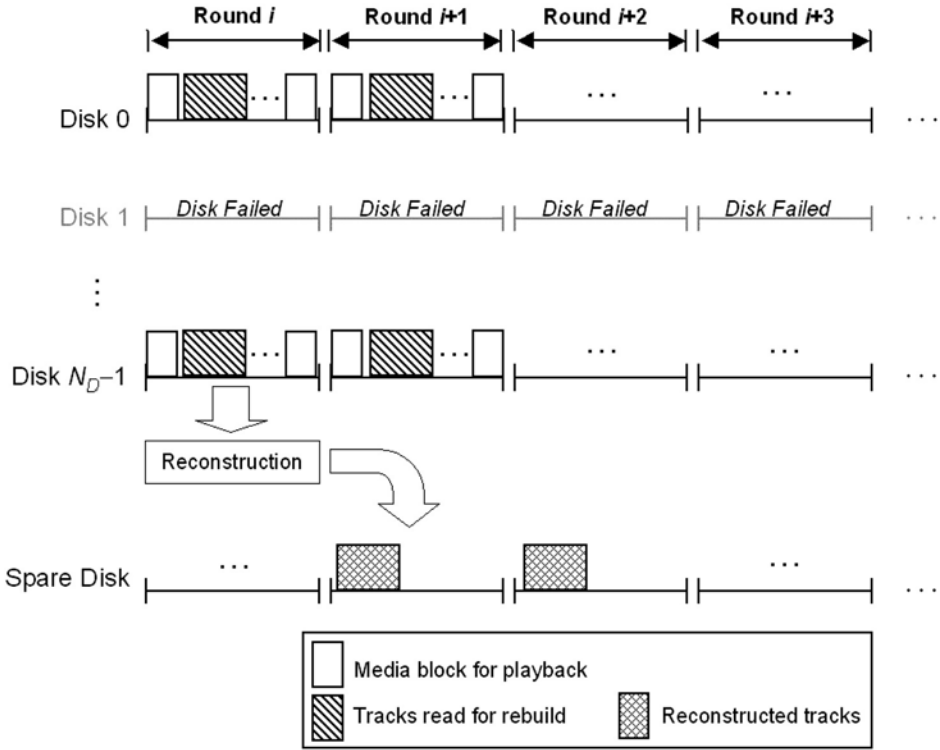 Round i Round i+1 Round i+2 Round i+3
Disk 0 ... ... ... ... ...
Disk 1 Disk Failed Disk Failed Disk Failed Disk Failed ...
...
Disk N_D–1 ... ... ... ... ...
Reconstruction
Spare Disk ... ... ...
Media block for playback
Tracks read for rebuild Reconstructed tracks